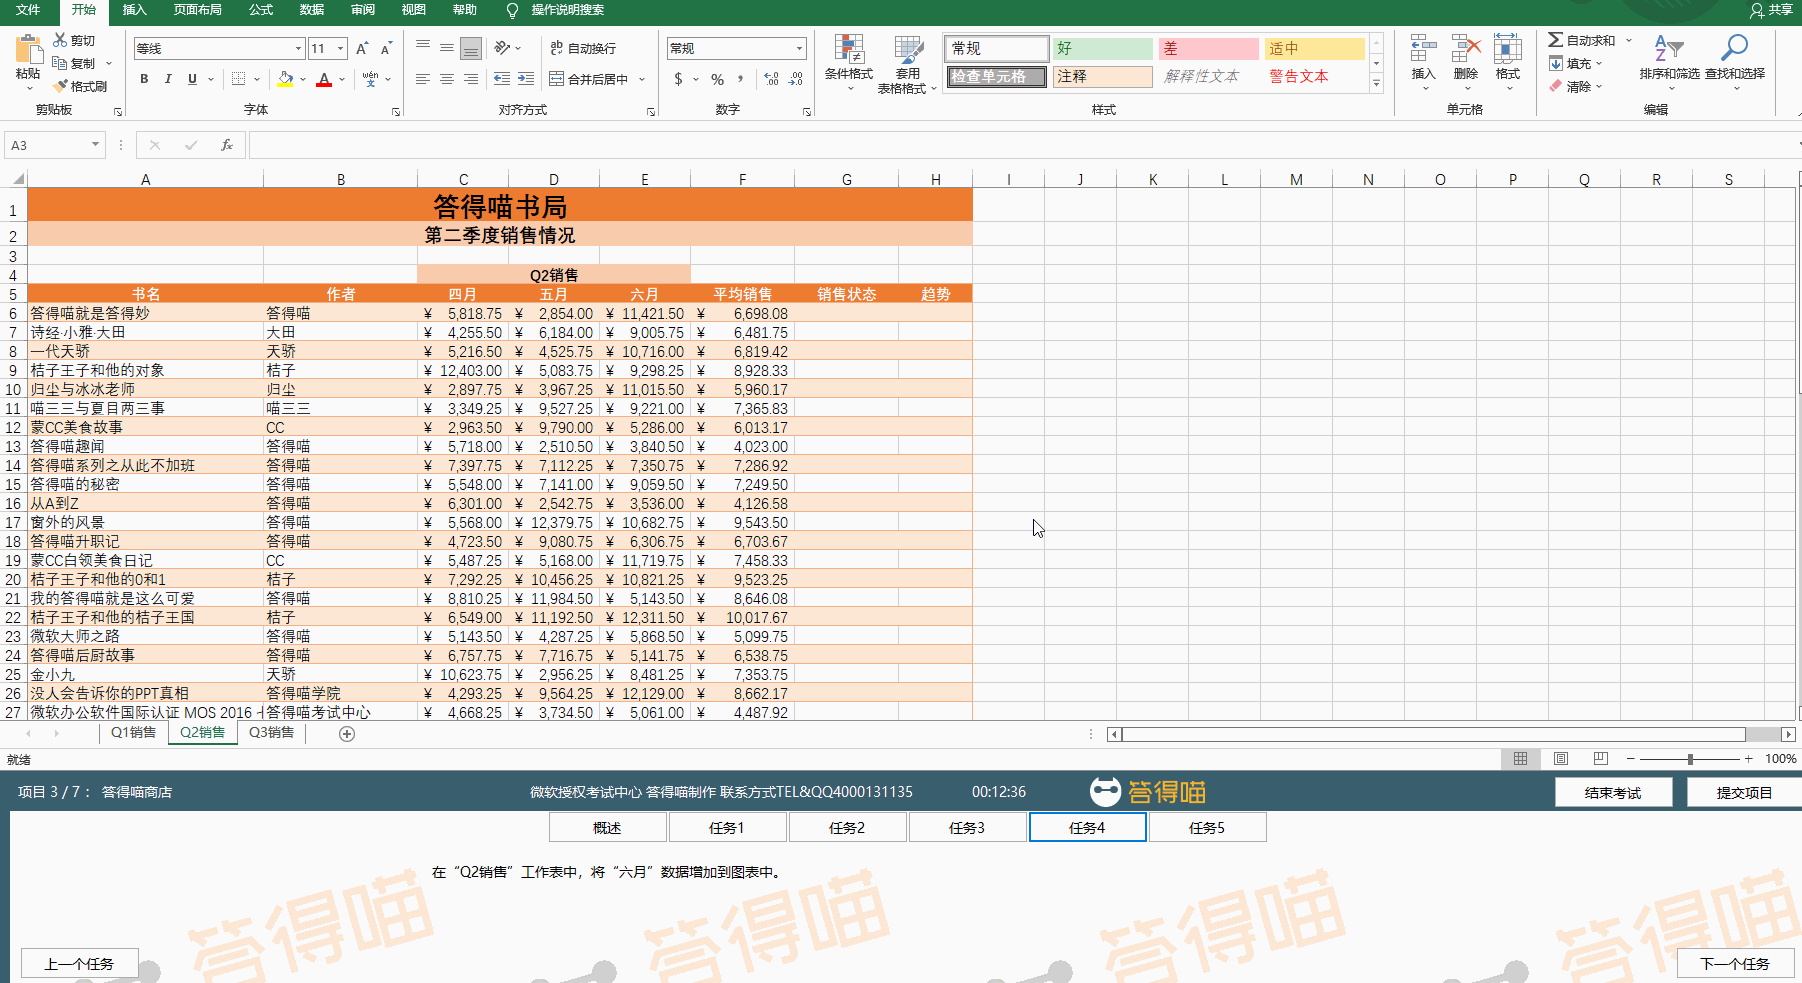 文件 开始 插入 页面布局 公式 数据 审阅 视图 帮助 操作说明搜索 共享
粘贴 剪切 复制 格式刷 剪贴板
等线 11 B I U A wén 字体
ab 自动换行 合并后居中 对齐方式
常规 $ % , 数字
条件格式 套用表格格式 常规 好 差 适中 检查单元格 注释 解释性文本 警告文本 样式
插入 删除 格式 单元格
自动求和 填充 清除 排序和筛选 查找和选择 编辑
A3 fx
A B C D E F G H I J K L M N O P Q R S
1 答得喵书局
2 第二季度销售情况
3
4 Q2销售
5 书名 作者 四月 五月 六月 平均销售 销售状态 趋势
6 答得喵就是答得妙 答得喵 ¥ 5,818.75 ¥ 2,854.00 ¥ 11,421.50 ¥ 6,698.08
7 诗经·小雅·大田 大田 ¥ 4,255.50 ¥ 6,184.00 ¥ 9,005.75 ¥ 6,481.75
8 一代天骄 天骄 ¥ 5,216.50 ¥ 4,525.75 ¥ 10,716.00 ¥ 6,819.42
9 桔子王子和他的对象 桔子 ¥ 12,403.00 ¥ 5,083.75 ¥ 9,298.25 ¥ 8,928.33
10 归尘与冰冰老师 归尘 ¥ 2,897.75 ¥ 3,967.25 ¥ 11,015.50 ¥ 5,960.17
11 喵三三与夏目两三事 喵三三 ¥ 3,349.25 ¥ 9,527.25 ¥ 9,221.00 ¥ 7,365.83
12 蒙CC美食故事 CC ¥ 2,963.50 ¥ 9,790.00 ¥ 5,286.00 ¥ 6,013.17
13 答得喵趣闻 答得喵 ¥ 5,718.00 ¥ 2,510.50 ¥ 3,840.50 ¥ 4,023.00
14 答得喵系列之从此不加班 答得喵 ¥ 7,397.75 ¥ 7,112.25 ¥ 7,350.75 ¥ 7,286.92
15 答得喵的秘密 答得喵 ¥ 5,548.00 ¥ 7,141.00 ¥ 9,059.50 ¥ 7,249.50
16 从A到Z 答得喵 ¥ 6,301.00 ¥ 2,542.75 ¥ 3,536.00 ¥ 4,126.58
17 窗外的风景 答得喵 ¥ 5,568.00 ¥ 12,379.75 ¥ 10,682.75 ¥ 9,543.50
18 答得喵升职记 答得喵 ¥ 4,723.50 ¥ 9,080.75 ¥ 6,306.75 ¥ 6,703.67
19 蒙CC白领美食日记 CC ¥ 5,487.25 ¥ 5,168.00 ¥ 11,719.75 ¥ 7,458.33
20 桔子王子和他的0和1 桔子 ¥ 7,292.25 ¥ 10,456.25 ¥ 10,821.25 ¥ 9,523.25
21 我的答得喵就是这么可爱 答得喵 ¥ 8,810.25 ¥ 11,984.50 ¥ 5,143.50 ¥ 8,646.08
22 桔子王子和他的桔子王国 桔子 ¥ 6,549.00 ¥ 11,192.50 ¥ 12,311.50 ¥ 10,017.67
23 微软大师之路 答得喵 ¥ 5,143.50 ¥ 4,287.25 ¥ 5,868.50 ¥ 5,099.75
24 答得喵后厨故事 答得喵 ¥ 6,757.75 ¥ 7,716.75 ¥ 5,141.75 ¥ 6,538.75
25 金小九 天骄 ¥ 10,623.75 ¥ 2,956.25 ¥ 8,481.25 ¥ 7,353.75
26 没人会告诉你的PPT真相 答得喵学院 ¥ 4,293.25 ¥ 9,564.25 ¥ 12,129.00 ¥ 8,662.17
27 微软办公软件国际认证 MOS 2016 答得喵考试中心 ¥ 4,668.25 ¥ 3,734.50 ¥ 5,061.00 ¥ 4,487.92
Q1销售 Q2销售 Q3销售
就绪 100%
项目 3 / 7： 答得喵商店 微软授权考试中心 答得喵制作 联系方式TEL&QQ4000131135 00:12:36 答得喵 结束考试 提交项目
概述 任务1 任务2 任务3 任务4 任务5
在“Q2销售”工作表中，将“六月”数据增加到图表中。
答得喵 答得喵 答得喵 答得喵
上一个任务 下一个任务